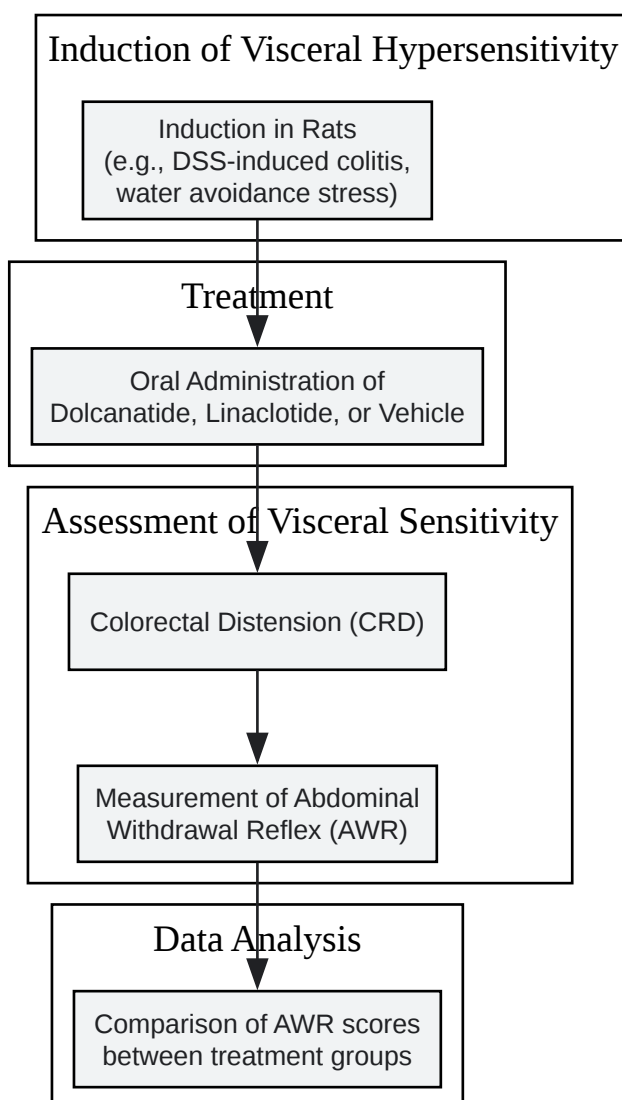 Induction of Visceral Hypersensitivity
Induction in Rats
(e.g., DSS-induced colitis,
water avoidance stress)
Treatment
Oral Administration of
Dolcanatide, Linaclotide, or Vehicle
Assessment of Visceral Sensitivity
Colorectal Distension (CRD)
Measurement of Abdominal
Withdrawal Reflex (AWR)
Data Analysis
Comparison of AWR scores
between treatment groups